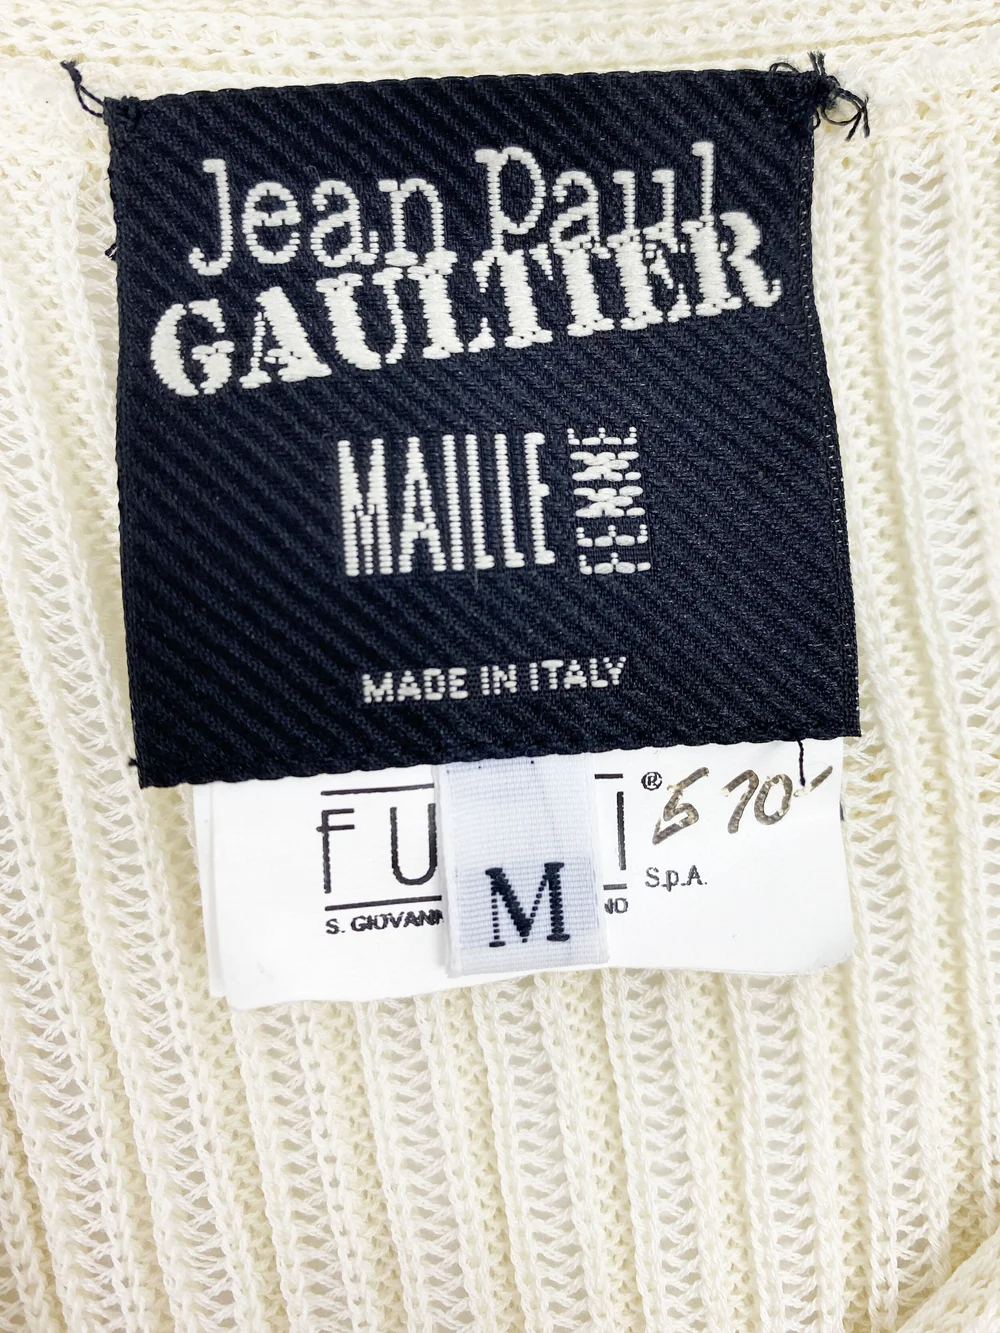 Jean Paul
GAULTIER
MAILLE FEMME
MADE IN ITALY
® 570-
S.p.A.
M